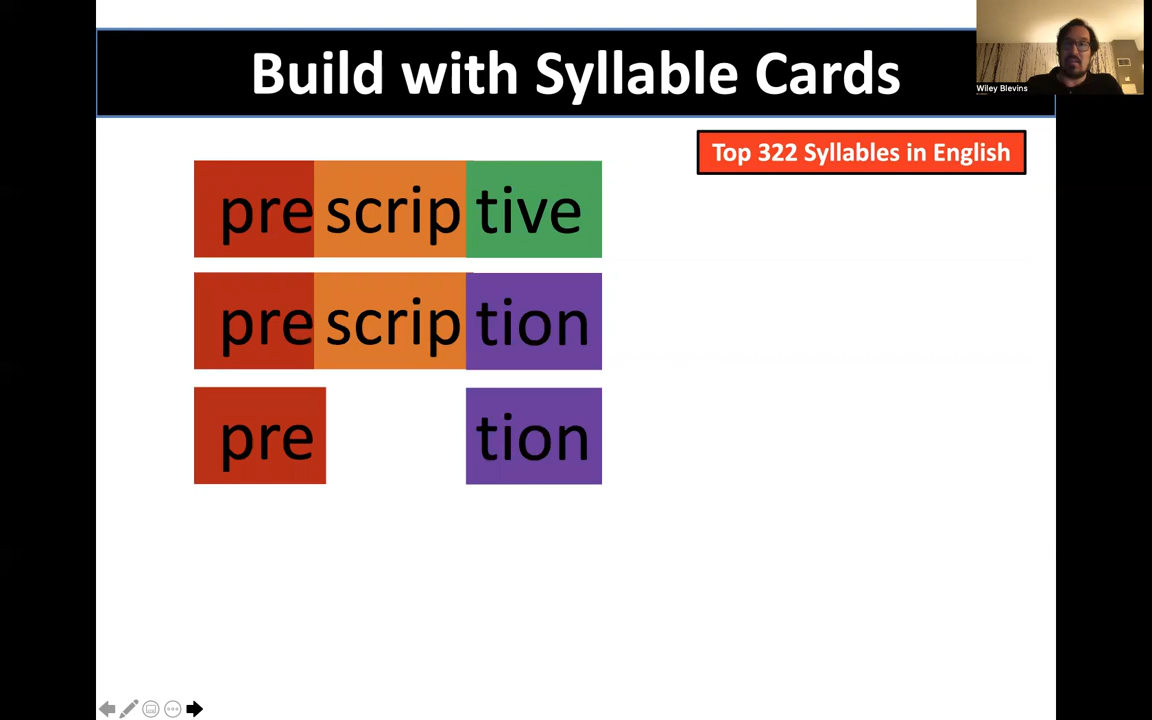 Build with Syllable Cards
Wiley Blevins
Top 322 Syllables in English
pre scrip tive
pre scrip tion
pre tion